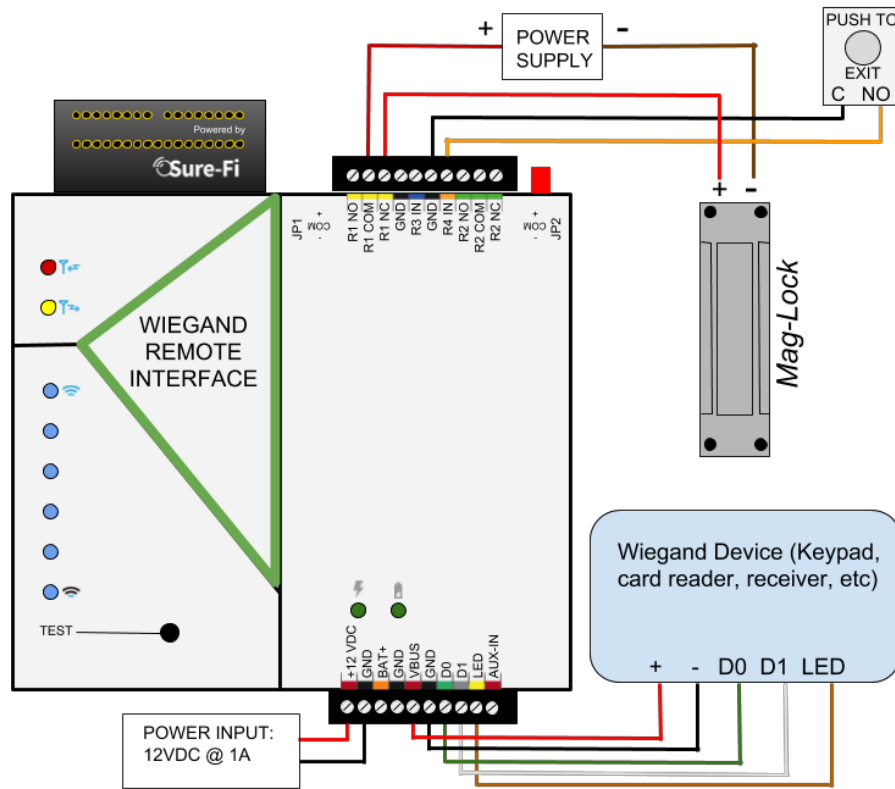 +
POWER
SUPPLY
-
PUSH TO
EXIT
C NO
Powered by
Sure-Fi
+ -
JP1
+
COM
-
R1 NO
R1 COM
R1 NC
GND
R3 IN
GND
R4 IN
R2 NO
R2 COM
R2 NC
+
COM
-
JP2
WIEGAND
REMOTE
INTERFACE
Mag-Lock
Wiegand Device (Keypad,
card reader, receiver, etc)
+ - D0 D1 LED
TEST
+12 VDC
GND
BAT+
GND
VBUS
GND
D0
D1
LED
AUX-IN
POWER INPUT:
12VDC @ 1A